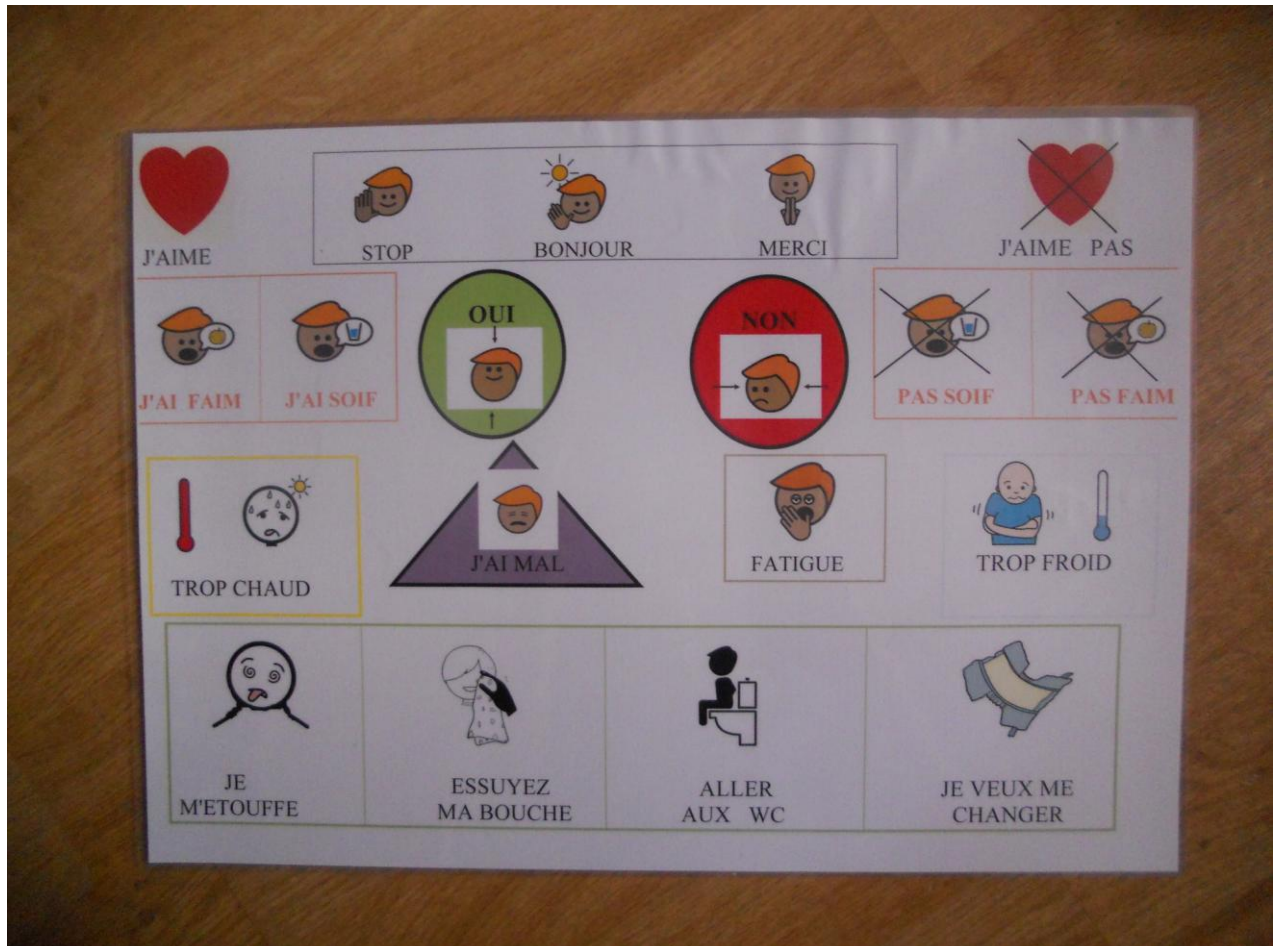 J'AIME
STOP
BONJOUR
MERCI
J'AIME PAS
J'AI FAIM
J'AI SOIF
OUI
NON
PAS SOIF
PAS FAIM
TROP CHAUD
J'AI MAL
FATIGUE
TROP FROID
JE
M'ETOUFFE
ESSUYEZ
MA BOUCHE
ALLER
AUX WC
JE VEUX ME
CHANGER